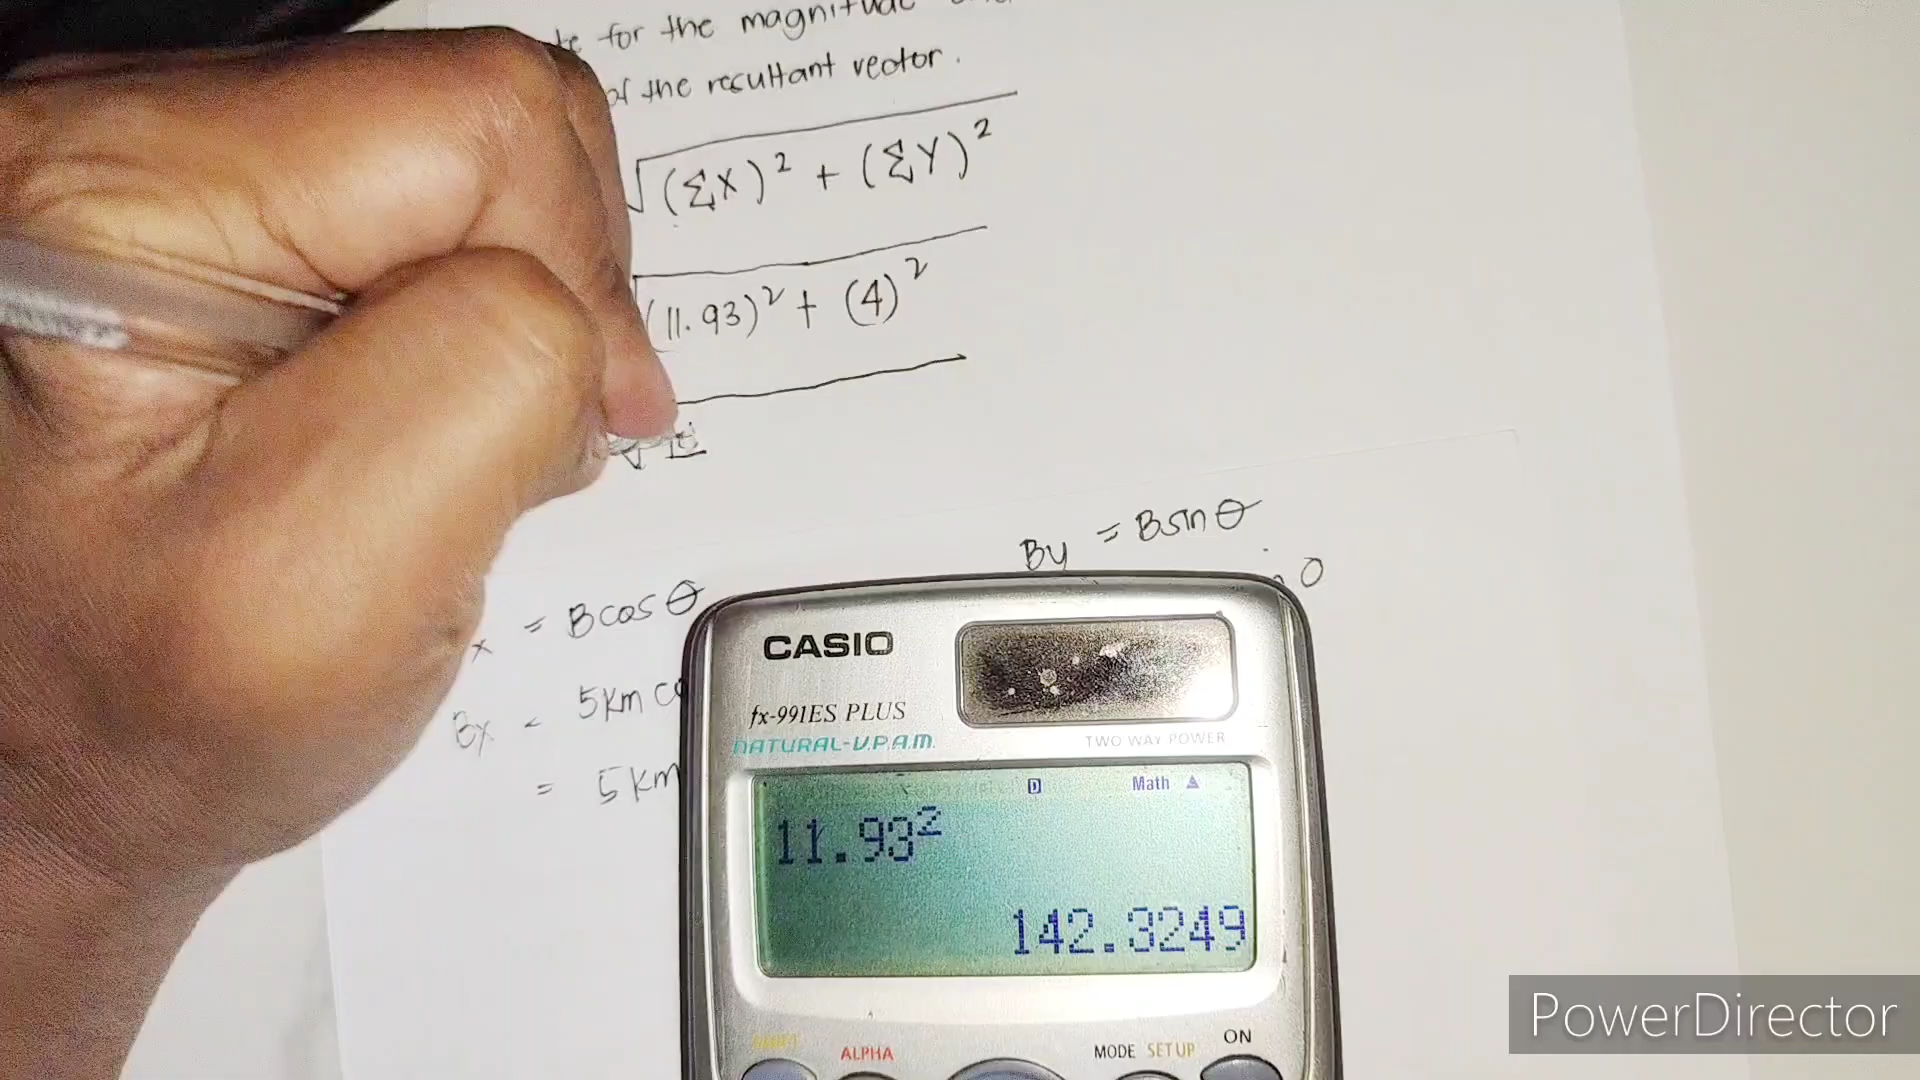 for the magnitude
of the resultant vector.
√(ΣX)² + (ΣY)²
(11.93)² + (4)²
By = Bsinθ
0
x = Bcosθ
Bx = 5km
= 5km
CASIO
fx-991ES PLUS
NATURAL-V.P.A.M.
TWO WAY POWER
D Math ▲
11.93²
142.3249
SHIFT ALPHA MODE SETUP ON
PowerDirector